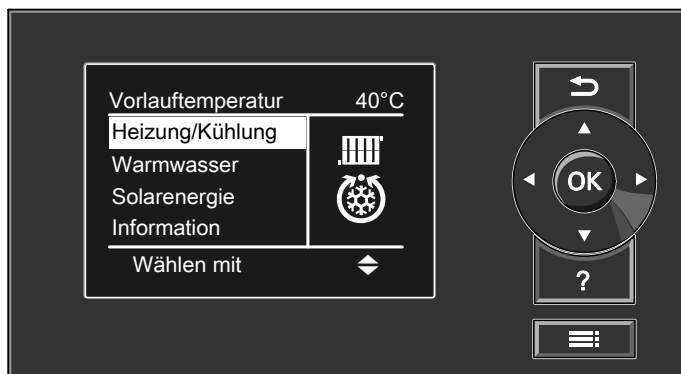 Vorlauftemperatur 40°C
Heizung/Kühlung
Warmwasser
Solarenergie
Information
Wählen mit
OK
?